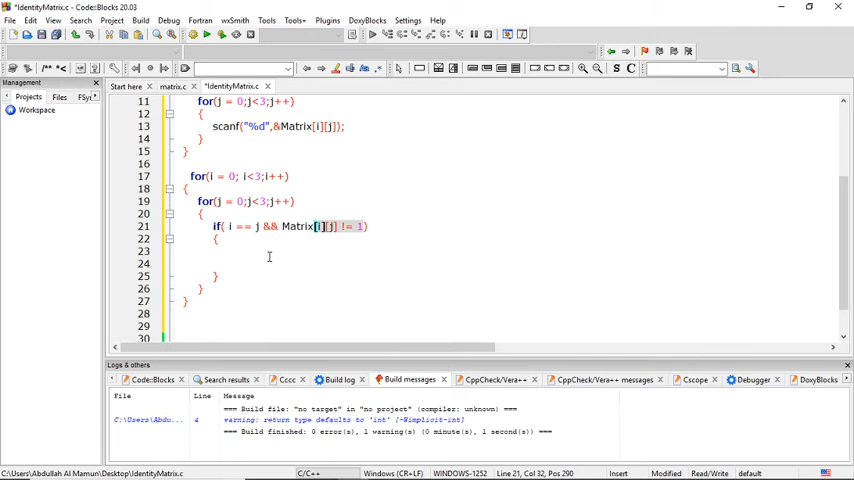 *IdentityMatrix.c - Code::Blocks 20.03
File Edit View Search Project Build Debug Fortran wxSmith Tools Tools+ Plugins DoxyBlocks Settings Help
Management
Start here matrix.c *IdentityMatrix.c
Projects Files FSy
Workspace
11 for(j = 0;j<3;j++)
12 {
13 scanf("%d",&Matrix[i][j]);
14 }
15 }
16
17 for(i = 0; i<3;i++)
18 {
19 for(j = 0;j<3;j++)
20 {
21 if( i == j && Matrix[i][j] != 1)
22 {
23
24
25 }
26 }
27 }
28
29
30
Logs & others
Code::Blocks Search results Cccc Build log Build messages CppCheck/Vera++ CppCheck/Vera++ messages Cscope Debugger DoxyBlocks
File Line Message
=== Build file: "no target" in "no project" (compiler: unknown) ===
C:\Users\Abdu... 4 warning: return type defaults to 'int' [-Wimplicit-int]
=== Build finished: 0 error(s), 1 warning(s) (0 minute(s), 1 second(s)) ===
C:\Users\Abdullah Al Mamun\Desktop\IdentityMatrix.c C/C++ Windows (CR+LF) WINDOWS-1252 Line 21, Col 32, Pos 290 Insert Modified Read/Write default